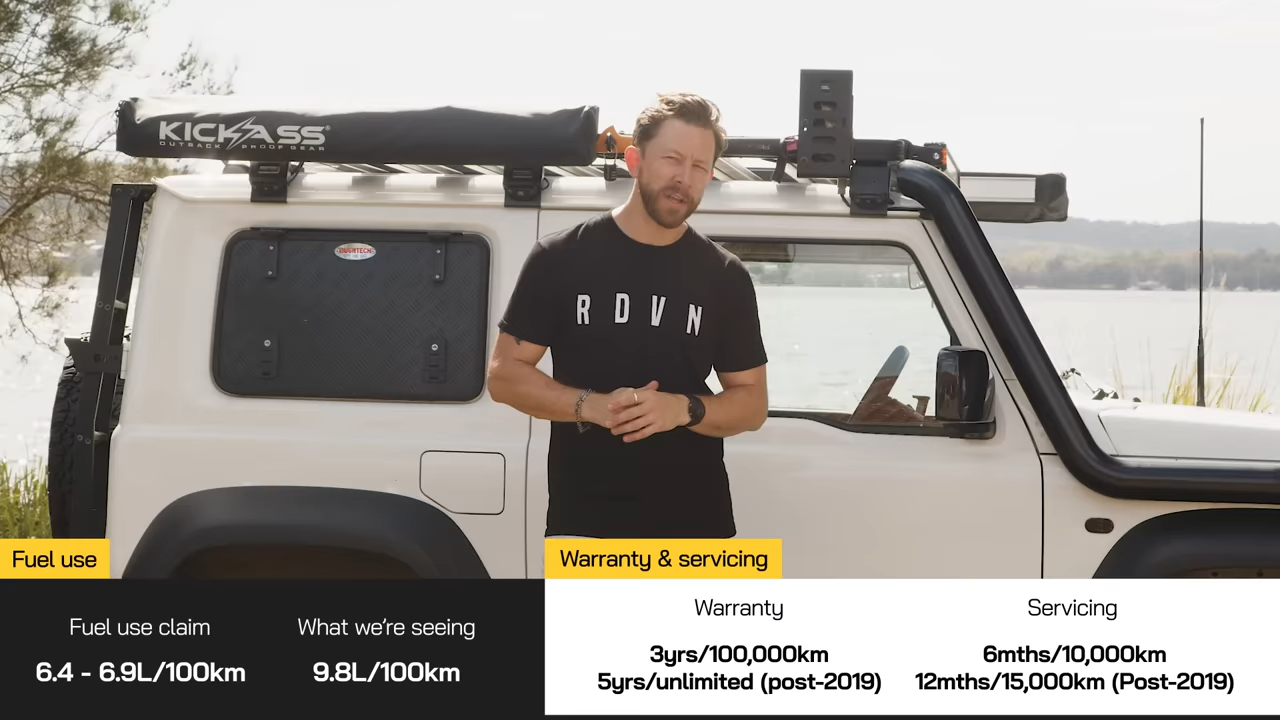 KICKASS
OUTBACK PROOF GEAR
TOUGHTECH
RDVN
Fuel use
Warranty & servicing
Fuel use claim
What we're seeing
6.4 - 6.9L/100km
9.8L/100km
Warranty
Servicing
3yrs/100,000km
6mths/10,000km
5yrs/unlimited (post-2019)
12mths/15,000km (Post-2019)